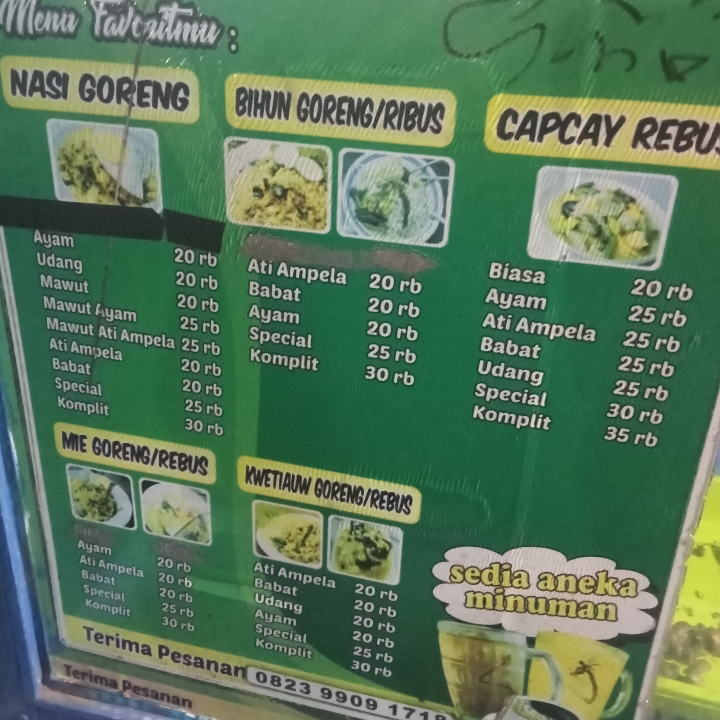 Menu Favoritmu :
NASI GORENG
Ayam 20 rb
Udang 20 rb
Mawut 20 rb
Mawut Ayam 25 rb
Mawut Ati Ampela 25 rb
Ati Ampela 20 rb
Babat 20 rb
Special 25 rb
Komplit 30 rb
BIHUN GORENG/RIBUS
Ati Ampela 20 rb
Babat 20 rb
Ayam 20 rb
Special 25 rb
Komplit 30 rb
CAPCAY REBU
Biasa 20 rb
Ayam 25 rb
Ati Ampela 25 rb
Babat 25 rb
Udang 25 rb
Special 30 rb
Komplit 35 rb
MIE GORENG/REBUS
Ayam 20 rb
Ati Ampela 20 rb
Babat 20 rb
Special 25 rb
Komplit 30 rb
KWETIAUW GORENG/REBUS
Ati Ampela 20 rb
Babat 20 rb
Udang 20 rb
Ayam 20 rb
Special 25 rb
Komplit 30 rb
sedia aneka
minuman
Terima Pesanan 0823 9909 1718
Terima Pesanan